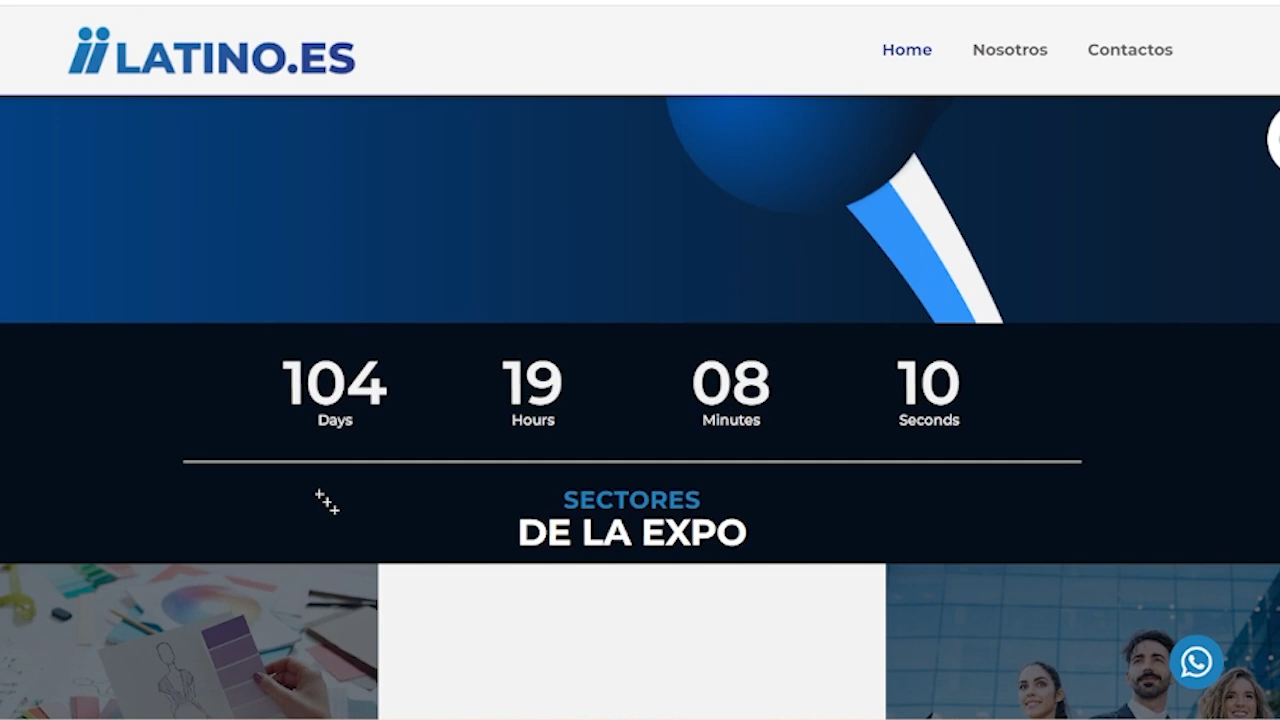 LATINO.ES
Home Nosotros Contactos
104 19 08 10
Days Hours Minutes Seconds
SECTORES
DE LA EXPO